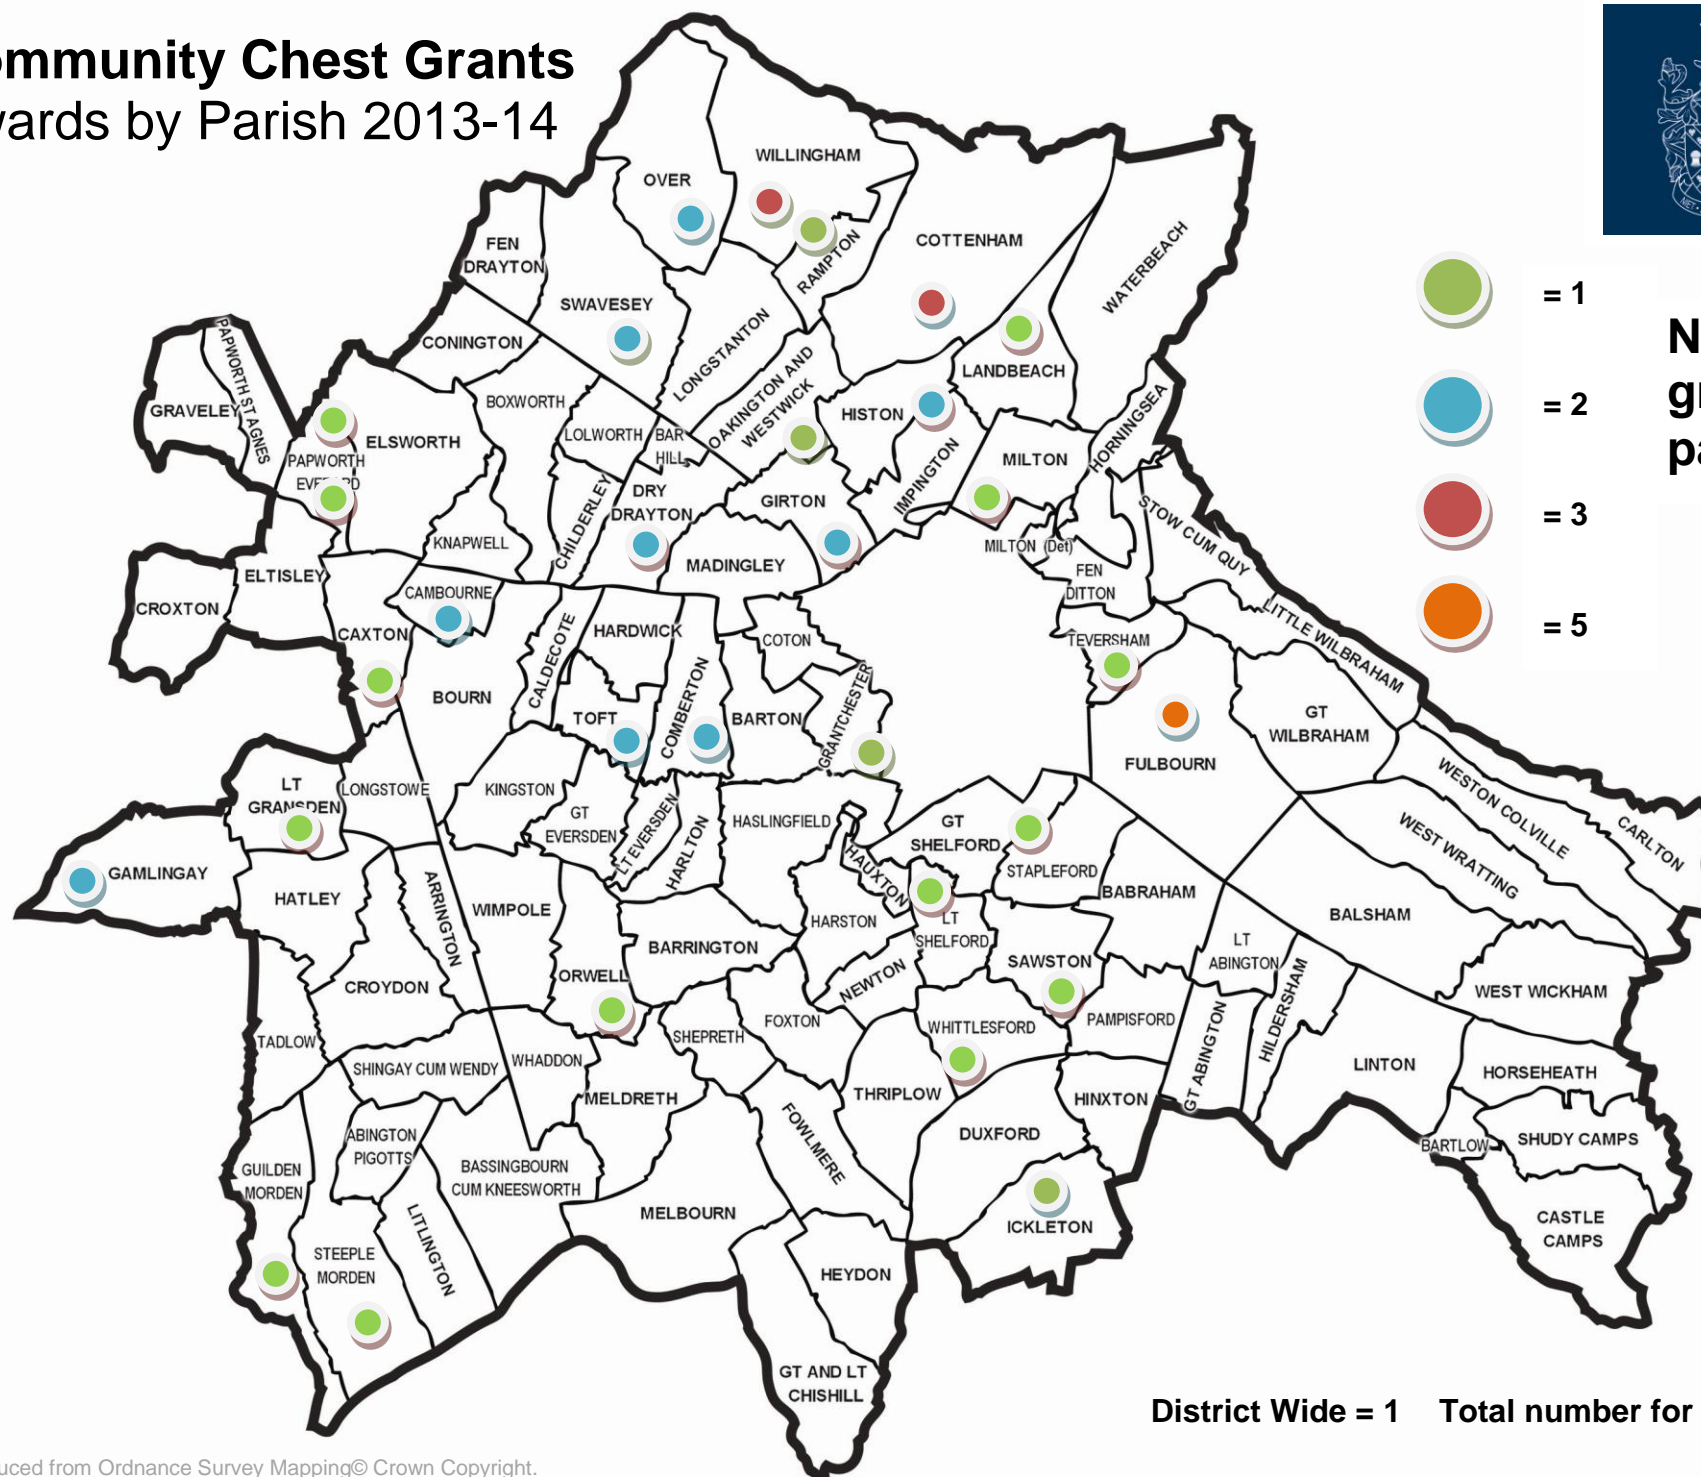 ommunity Chest Grants
wards by Parish 2013-14
WILLINGHAM
OVER
FEN
DRAYTON
RAMPTON
COTTENHAM
WATERBEACH
SWAVESEY
CONINGTON
LONGSTANTON
LANDBEACH
PAPWORTH ST AGNES
GRAVELEY
ELSWORTH
BOXWORTH
LOLWORTH
BAR
HILL
OAKINGTON AND
WESTWICK
HISTON
IMPINGTON
MILTON
HORNINGSEA
PAPWORTH
KNAPWELL
CHILDERLEY
DRY
DRAYTON
GIRTON
MADINGLEY
MILTON (Det)
STOW CUM QUY
FEN
DITTON
CROXTON
ELTISLEY
CAXTON
CAMBOURNE
BOURN
CALDECOTE
HARDWICK
TOFT
COMBERTON
COTON
BARTON
GRANTCHESTER
TEVERSHAM
LITTLE WILBRAHAM
GT
WILBRAHAM
FULBOURN
= 1
= 2
= 3
= 5
N
g
pa
LT
GRANSDEN
LONGSTOWE
KINGSTON
GT
EVERSDEN
LT EVERSDEN
HARLTON
HASLINGFIELD
HAUXTON
GT
SHELFORD
STAPLEFORD
BABRAHAM
WESTON COLVILLE
WEST WRATTING
CARLTON
GAMLINGAY
HATLEY
ARRINGTON
WIMPOLE
ORWELL
BARRINGTON
HARSTON
NEWTON
LT
SHELFORD
SAWSTON
LT
ABINGTON
BALSHAM
WEST WICKHAM
CROYDON
TADLOW
SHINGAY CUM WENDY
WHADDON
SHEPRETH
FOXTON
WHITTLESFORD
PAMPISFORD
GT ABINGTON
HILDERSHAM
LINTON
HORSEHEATH
MELDRETH
THRIPLOW
HINXTON
FOWLMERE
DUXFORD
BARTLOW
SHUDY CAMPS
GUILDEN
MORDEN
ABINGTON
PIGOTTS
BASSINGBOURN
CUM KNEESWORTH
MELBOURN
ICKLETON
CASTLE
CAMPS
STEEPLE
MORDEN
LITLINGTON
HEYDON
GT AND LT
CHISHILL
District Wide = 1 Total number for
uced from Ordnance Survey Mapping© Crown Copyright.